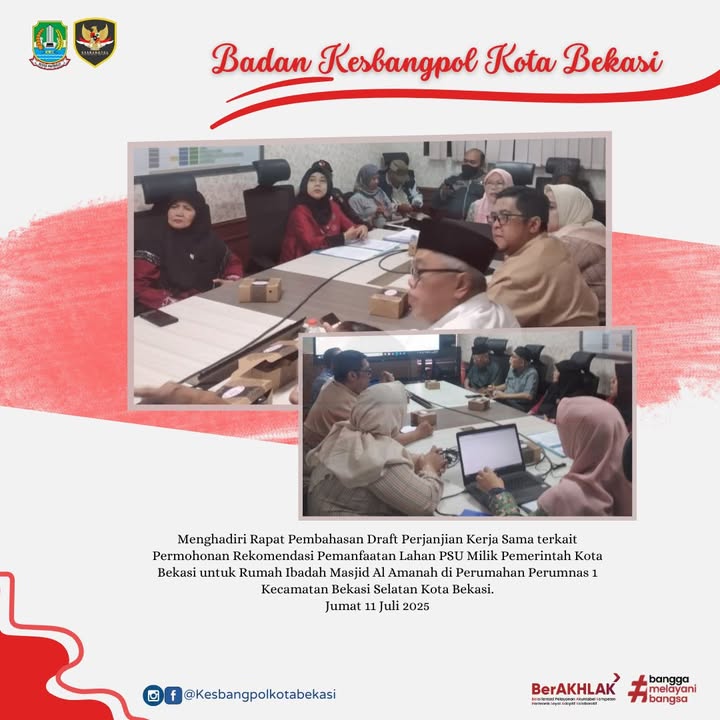 Badan Kesbangpol Kota Bekasi
Menghadiri Rapat Pembahasan Draft Perjanjian Kerja Sama terkait
Permohonan Rekomendasi Pemanfaatan Lahan PSU Milik Pemerintah Kota
Bekasi untuk Rumah Ibadah Masjid Al Amanah di Perumahan Perumnas 1
Kecamatan Bekasi Selatan Kota Bekasi.
Jumat 11 Juli 2025
@Kesbangpolkotabekasi
BerAKHLAK
#bangga
melayani
bangsa